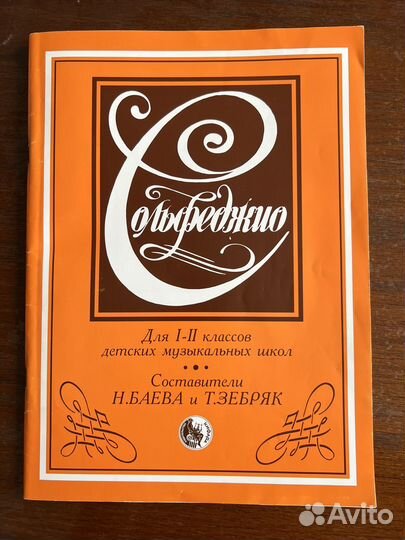 Сольфеджио
Для I-II классов
детских музыкальных школ
Составители
Н.БАЕВА и Т.ЗЕБРЯК
Avito